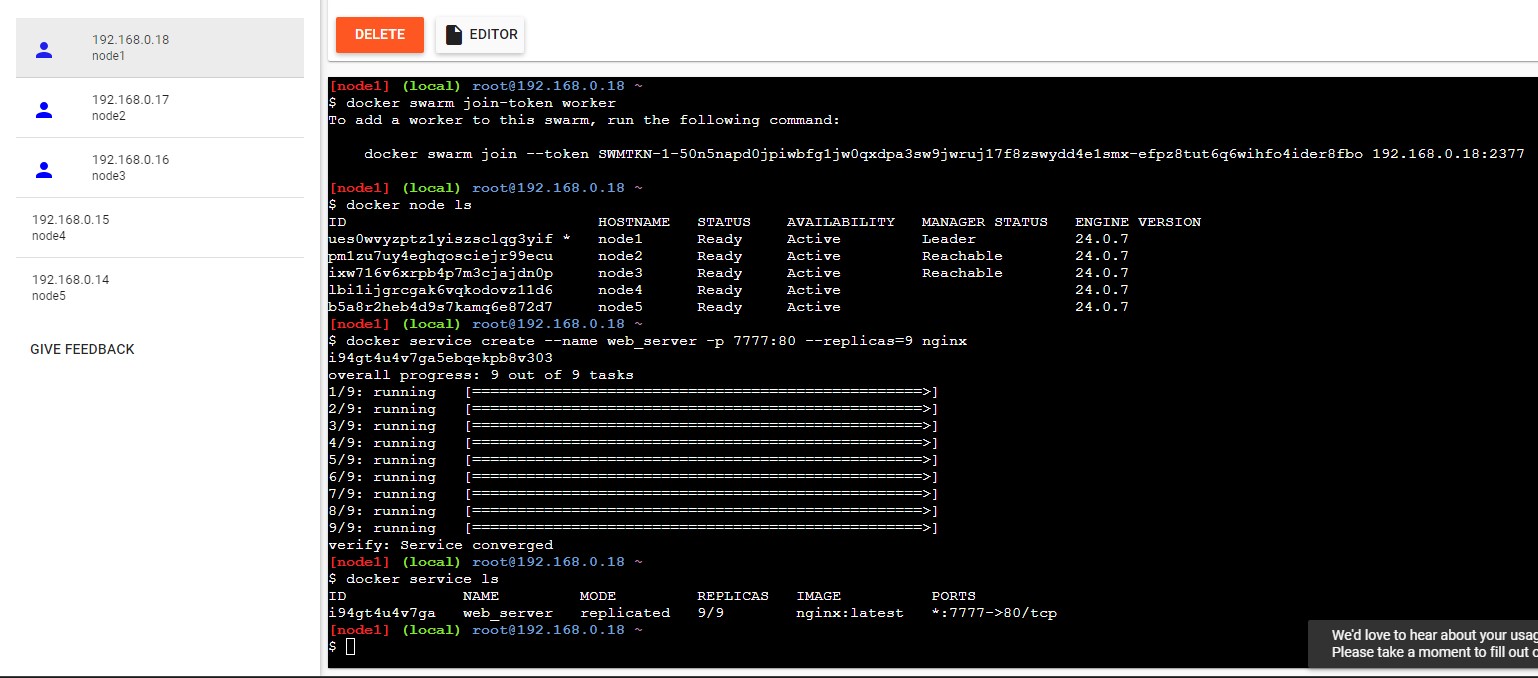 192.168.0.18
node1
192.168.0.17
node2
192.168.0.16
node3
192.168.0.15
node4
192.168.0.14
node5
GIVE FEEDBACK
DELETE
EDITOR
[node1] (local) root@192.168.0.18 ~
$ docker swarm join-token worker
To add a worker to this swarm, run the following command:
docker swarm join --token SWMTKN-1-50n5napd0jpiwbfg1jw0qxdpa3sw9jwruj17f8zswydd4e1smx-efpz8tut6q6wihfo4ider8fbo 192.168.0.18:2377
[node1] (local) root@192.168.0.18 ~
$ docker node ls
ID HOSTNAME STATUS AVAILABILITY MANAGER STATUS ENGINE VERSION
ues0wvyzptz1yiszsclqg3yif * node1 Ready Active Leader 24.0.7
pm1zu7uy4eghqosciejr99ecu node2 Ready Active Reachable 24.0.7
ixw716v6xrpb4p7m3cjajdn0p node3 Ready Active Reachable 24.0.7
lbi1ijgrcgak6vqkodovz11d6 node4 Ready Active 24.0.7
b5a8r2heb4d9s7kamq6e872d7 node5 Ready Active 24.0.7
[node1] (local) root@192.168.0.18 ~
$ docker service create --name web_server -p 7777:80 --replicas=9 nginx
i94gt4u4v7ga5ebqekpb8v303
overall progress: 9 out of 9 tasks
1/9: running [==================================================>]
2/9: running [==================================================>]
3/9: running [==================================================>]
4/9: running [==================================================>]
5/9: running [==================================================>]
6/9: running [==================================================>]
7/9: running [==================================================>]
8/9: running [==================================================>]
9/9: running [==================================================>]
verify: Service converged
[node1] (local) root@192.168.0.18 ~
$ docker service ls
ID NAME MODE REPLICAS IMAGE PORTS
i94gt4u4v7ga web_server replicated 9/9 nginx:latest *:7777->80/tcp
[node1] (local) root@192.168.0.18 ~
$
We'd love to hear about your usag
Please take a moment to fill out o